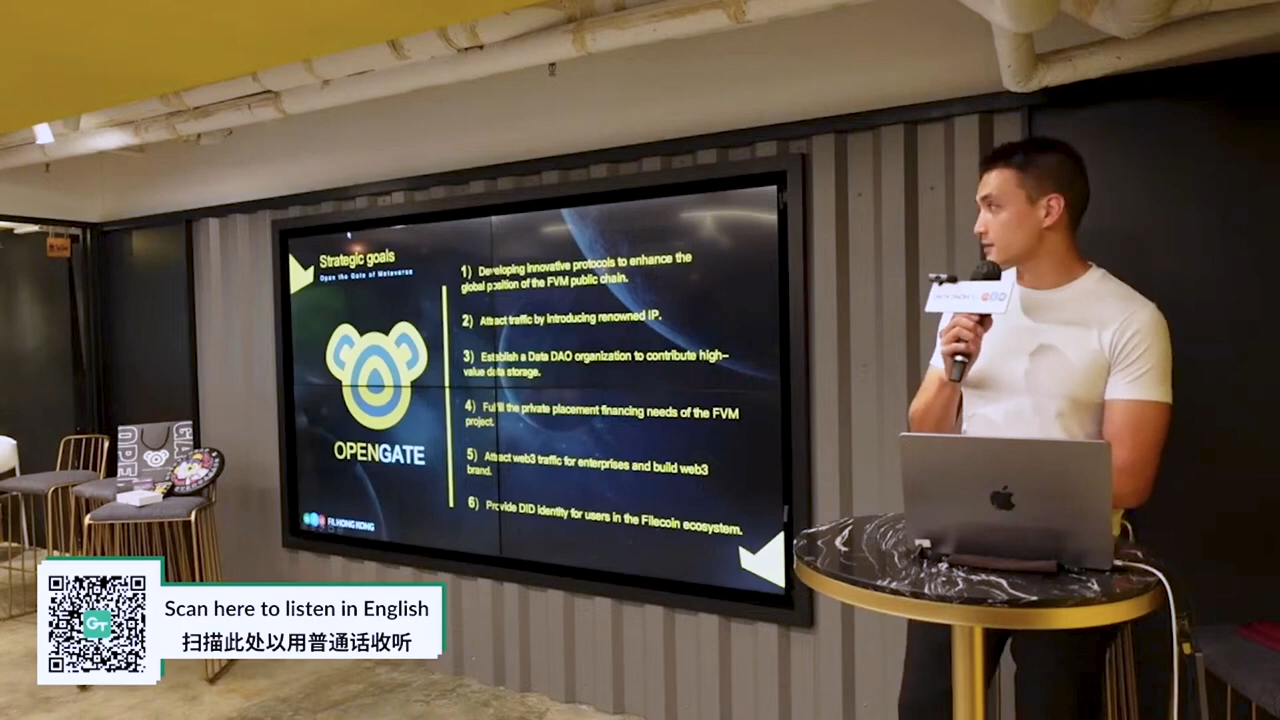 Strategic goals
Open the Gate of Metaverse
1) Developing innovative protocols to enhance the
global position of the FVM public chain.
2) Attract traffic by introducing renowned IP.
3) Establish a Data DAO organization to contribute high–
value data storage.
4) Fulfill the private placement financing needs of the FVM
project.
5) Attract web3 traffic for enterprises and build web3
brand.
6) Provide DID identity for users in the Filecoin ecosystem.
OPENGATE
FILHONG KONG
OPEN
GT
Scan here to listen in English
扫描此处以用普通话收听